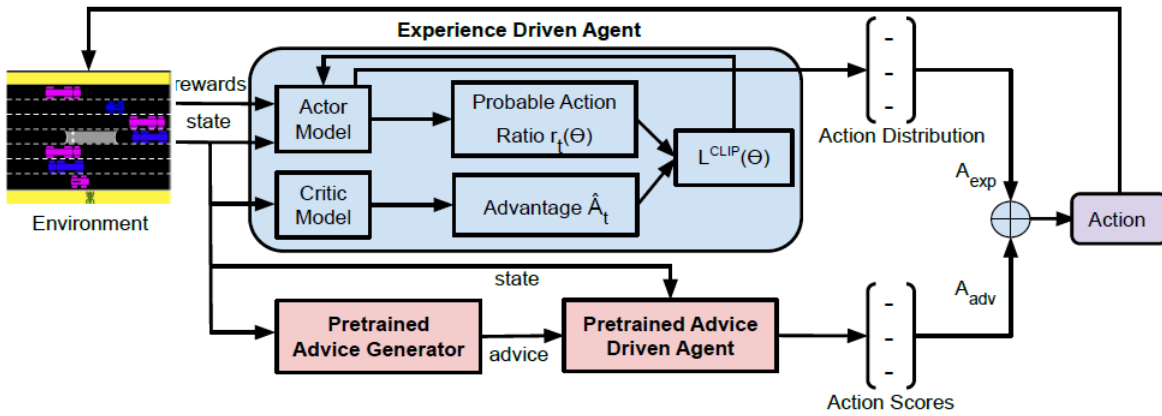 Experience Driven Agent
rewards
state
Environment
Actor
Model
Probable Action
Ratio r_t(Θ)
L^CLIP(Θ)
Critic
Model
Advantage Â_t
-
-
-
Action Distribution
A_exp
Action
A_adv
state
Pretrained
Advice Generator
advice
Pretrained Advice
Driven Agent
-
-
-
Action Scores